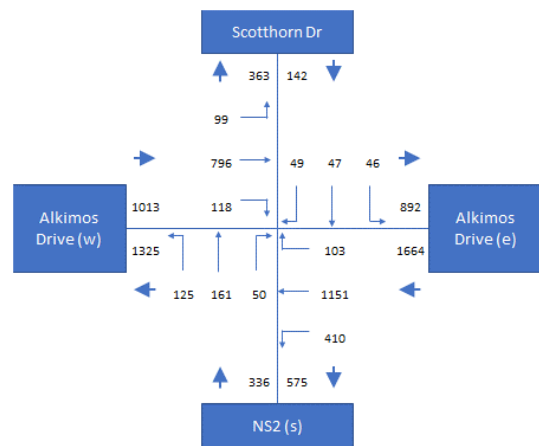 Scotthorn Dr
363 142
99
796 49 47 46
Alkimos
Drive (w)
1013 118 892
Alkimos
Drive (e)
1325 103 1664
125 161 50 1151
410
336 575
NS2 (s)